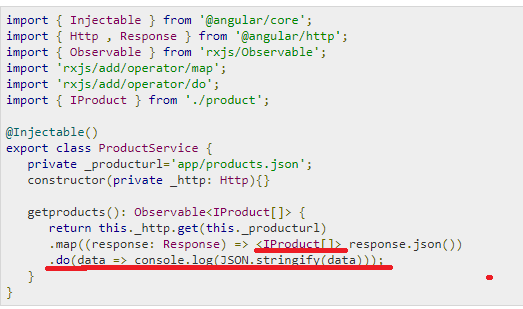 import { Injectable } from '@angular/core';
import { Http , Response } from '@angular/http';
import { Observable } from 'rxjs/Observable';
import 'rxjs/add/operator/map';
import 'rxjs/add/operator/do';
import { IProduct } from './product';
@Injectable()
export class ProductService {
private _producturl='app/products.json';
constructor(private _http: Http){}
getproducts(): Observable<IProduct[]> {
return this._http.get(this._producturl)
.map((response: Response) => <IProduct[]> response.json())
.do(data => console.log(JSON.stringify(data)));
}
}